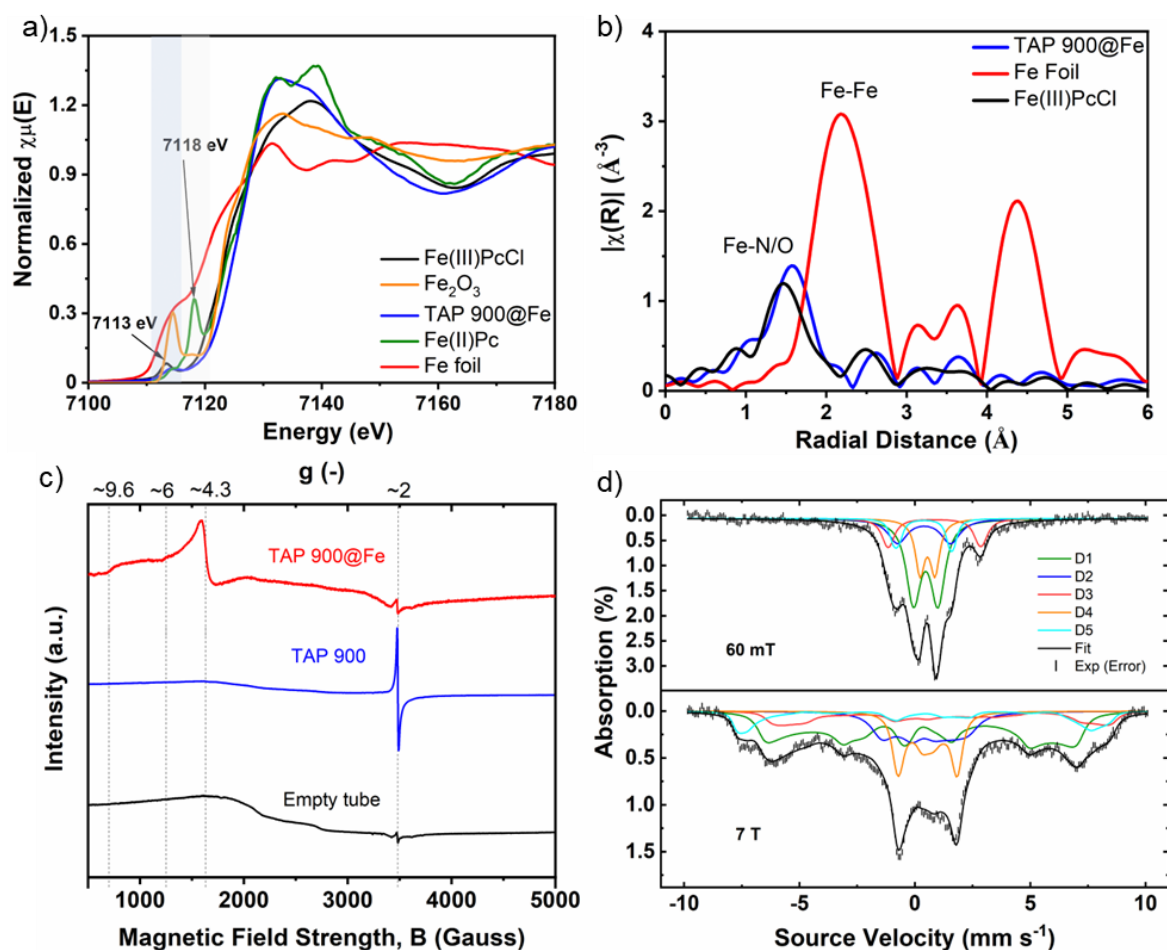 a)
Normalized χμ(E)
1.5
1.2
0.9
0.6
0.3
0
7118 eV
7113 eV
Fe(III)PcCl
Fe₂O₃
TAP 900@Fe
Fe(II)Pc
Fe foil
7100 7120 7140 7160 7180
Energy (eV)
b)
|χ(R)| (Å⁻³)
4
3
2
1
0
TAP 900@Fe
Fe Foil
Fe(III)PcCl
Fe-Fe
Fe-N/O
0 1 2 3 4 5 6
Radial Distance (Å)
c)
g (-)
~9.6 ~6 ~4.3 ~2
Intensity (a.u.)
TAP 900@Fe
TAP 900
Empty tube
1000 2000 3000 4000 5000
Magnetic Field Strength, B (Gauss)
d)
Absorption (%)
0.0
0.5
1.0
1.5
2.0
2.5
3.0
60 mT
D1
D2
D3
D4
D5
Fit
I Exp (Error)
0.0
0.5
1.0
1.5
7 T
-10 -5 0 5 10
Source Velocity (mm s⁻¹)